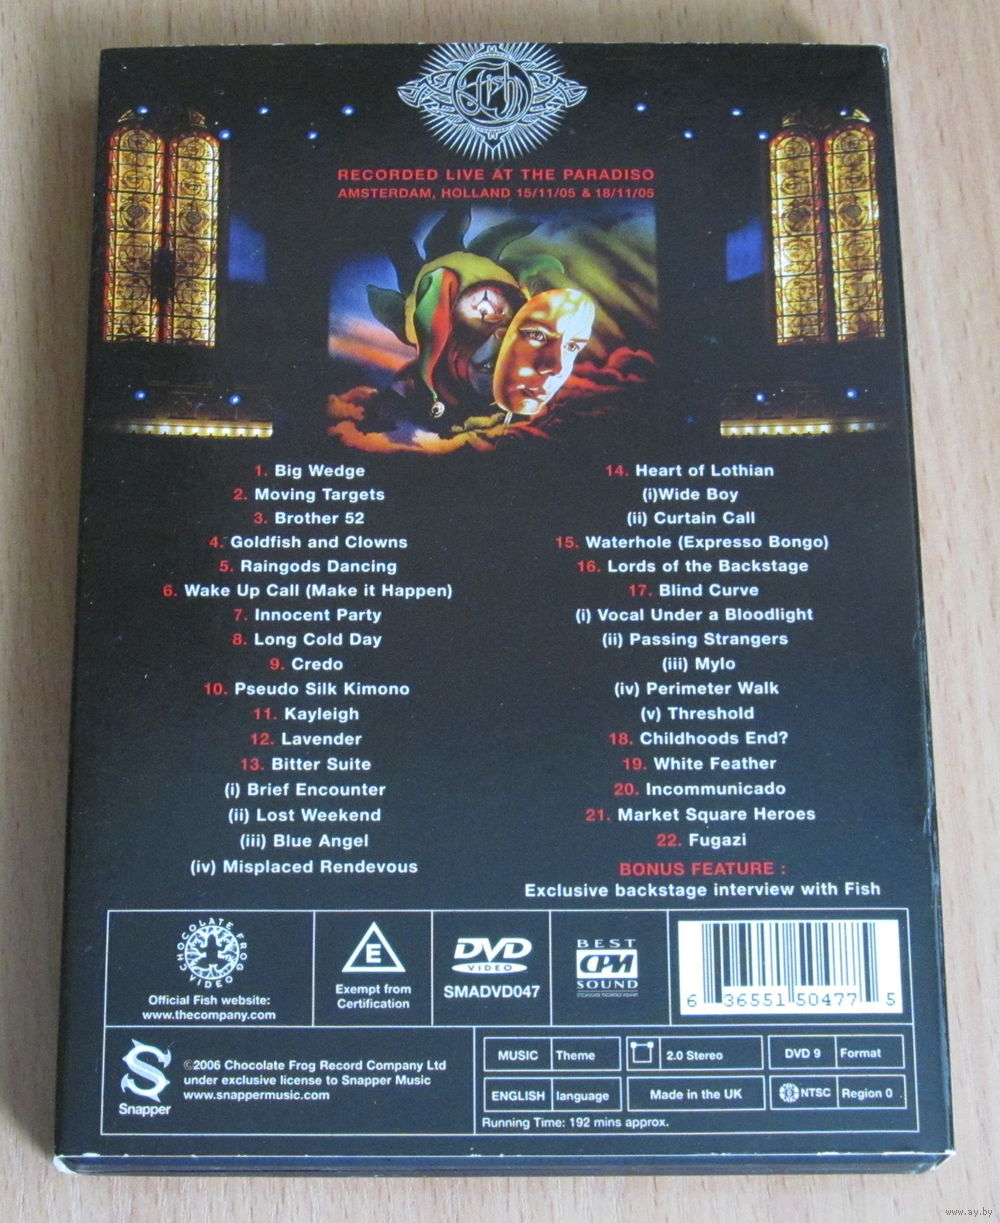 Fish
RECORDED LIVE AT THE PARADISO
AMSTERDAM, HOLLAND 15/11/05 & 18/11/05
1. Big Wedge
2. Moving Targets
3. Brother 52
4. Goldfish and Clowns
5. Raingods Dancing
6. Wake Up Call (Make it Happen)
7. Innocent Party
8. Long Cold Day
9. Credo
10. Pseudo Silk Kimono
11. Kayleigh
12. Lavender
13. Bitter Suite
(i) Brief Encounter
(ii) Lost Weekend
(iii) Blue Angel
(iv) Misplaced Rendevous
14. Heart of Lothian
(i)Wide Boy
(ii) Curtain Call
15. Waterhole (Expresso Bongo)
16. Lords of the Backstage
17. Blind Curve
(i) Vocal Under a Bloodlight
(ii) Passing Strangers
(iii) Mylo
(iv) Perimeter Walk
(v) Threshold
18. Childhoods End?
19. White Feather
20. Incommunicado
21. Market Square Heroes
22. Fugazi
BONUS FEATURE :
Exclusive backstage interview with Fish
CHOCOLATE FROG
VIDEO
Official Fish website:
www.thecompany.com
E
Exempt from
Certification
DVD
VIDEO
SMADVD047
BEST
CPM
SOUND
6 36551 50477 5
Snapper
©2006 Chocolate Frog Record Company Ltd
under exclusive license to Snapper Music
www.snappermusic.com
MUSIC Theme
2.0 Stereo
DVD 9 Format
ENGLISH language
Made in the UK
NTSC Region 0
Running Time: 192 mins approx.
www.ay.by